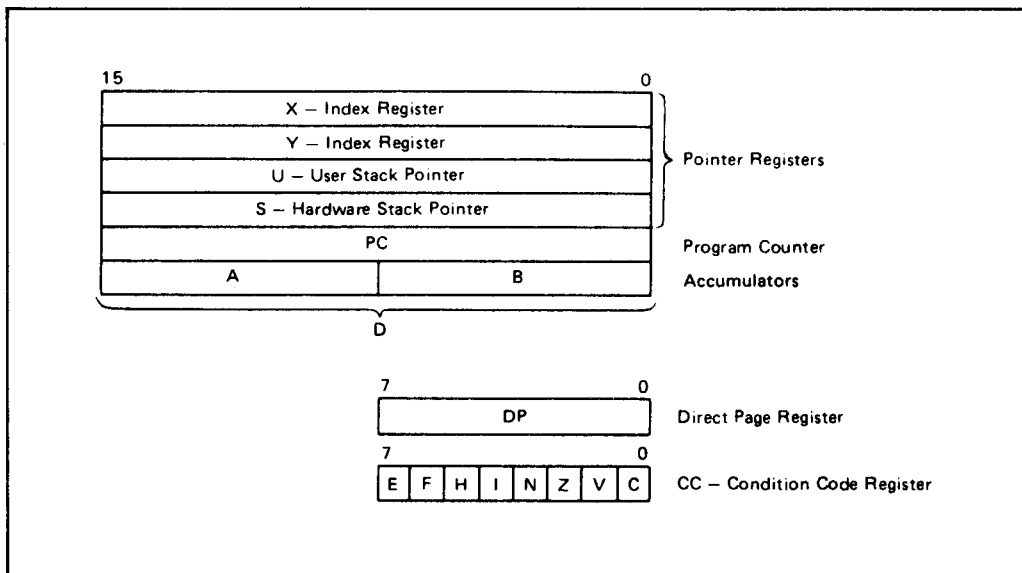 15 0
X – Index Register
Y – Index Register
U – User Stack Pointer
S – Hardware Stack Pointer
Pointer Registers
PC
Program Counter
A B
Accumulators
D
7 0
DP
Direct Page Register
7 0
E F H I N Z V C
CC – Condition Code Register